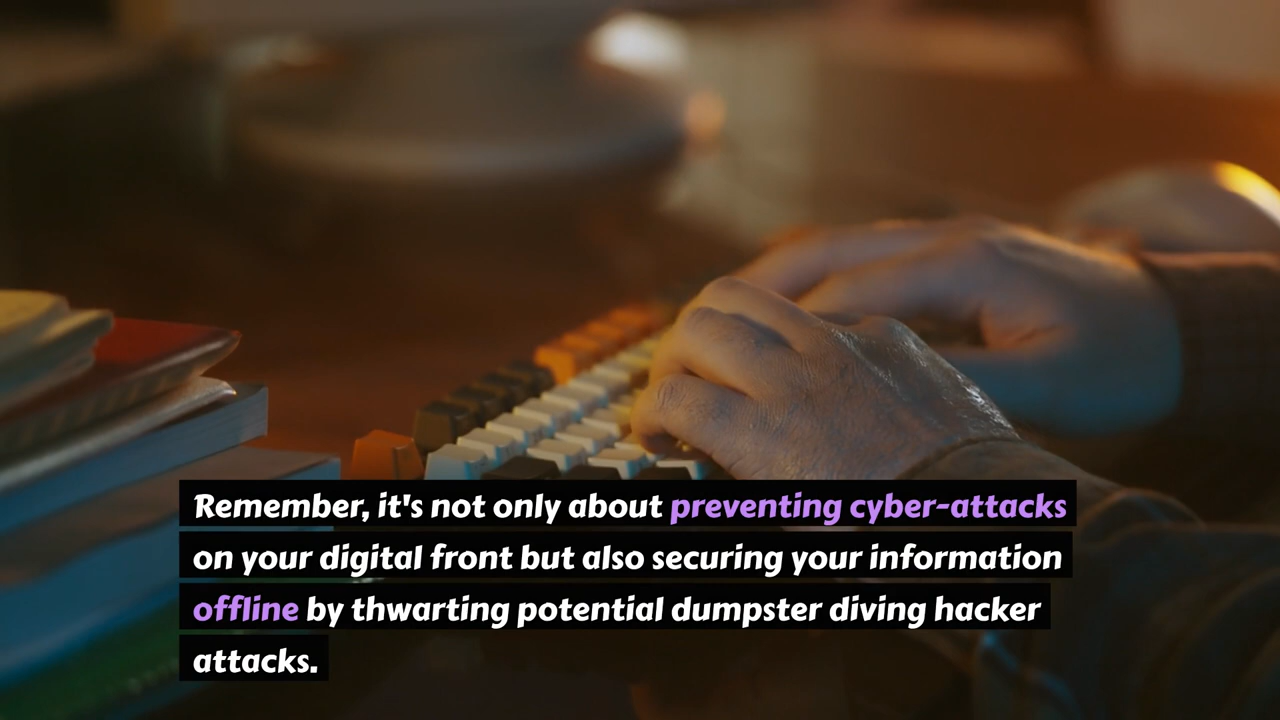 Remember, it's not only about preventing cyber-attacks
on your digital front but also securing your information
offline by thwarting potential dumpster diving hacker
attacks.